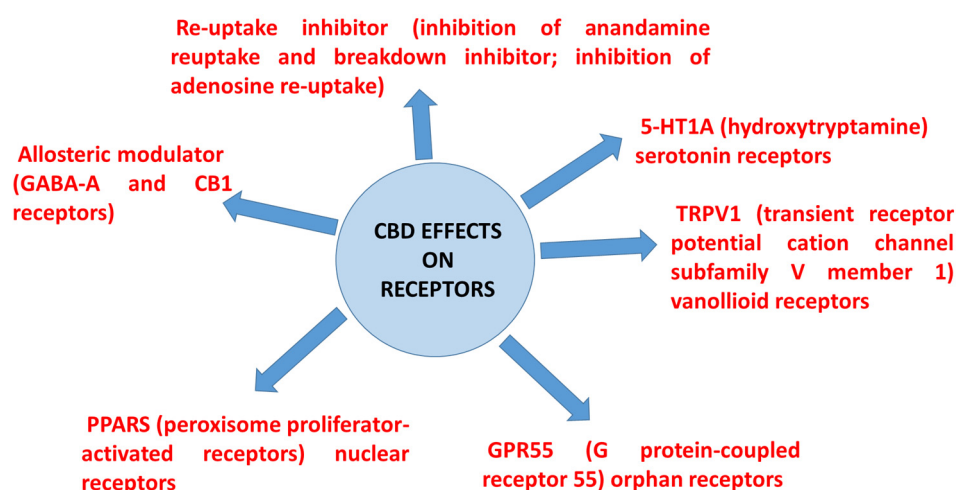 Re-uptake inhibitor (inhibition of anandamine
reuptake and breakdown inhibitor; inhibition of
adenosine re-uptake)
5-HT1A (hydroxytryptamine)
serotonin receptors
Allosteric modulator
(GABA-A and CB1
receptors)
TRPV1 (transient receptor
potential cation channel
subfamily V member 1)
vanollioid receptors
CBD EFFECTS
ON
RECEPTORS
PPARS (peroxisome proliferator-
activated receptors) nuclear
receptors
GPR55 (G protein-coupled
receptor 55) orphan receptors